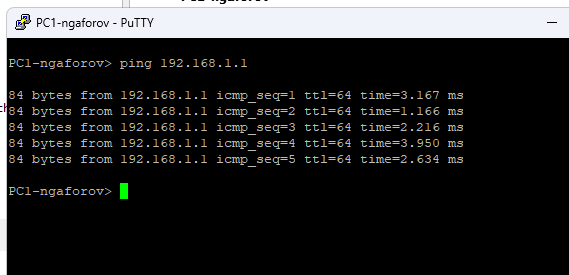 PC1-ngaforov - PuTTY
PC1-ngaforov> ping 192.168.1.1
84 bytes from 192.168.1.1 icmp_seq=1 ttl=64 time=3.167 ms
84 bytes from 192.168.1.1 icmp_seq=2 ttl=64 time=1.166 ms
84 bytes from 192.168.1.1 icmp_seq=3 ttl=64 time=2.216 ms
84 bytes from 192.168.1.1 icmp_seq=4 ttl=64 time=3.950 ms
84 bytes from 192.168.1.1 icmp_seq=5 ttl=64 time=2.634 ms
PC1-ngaforov>